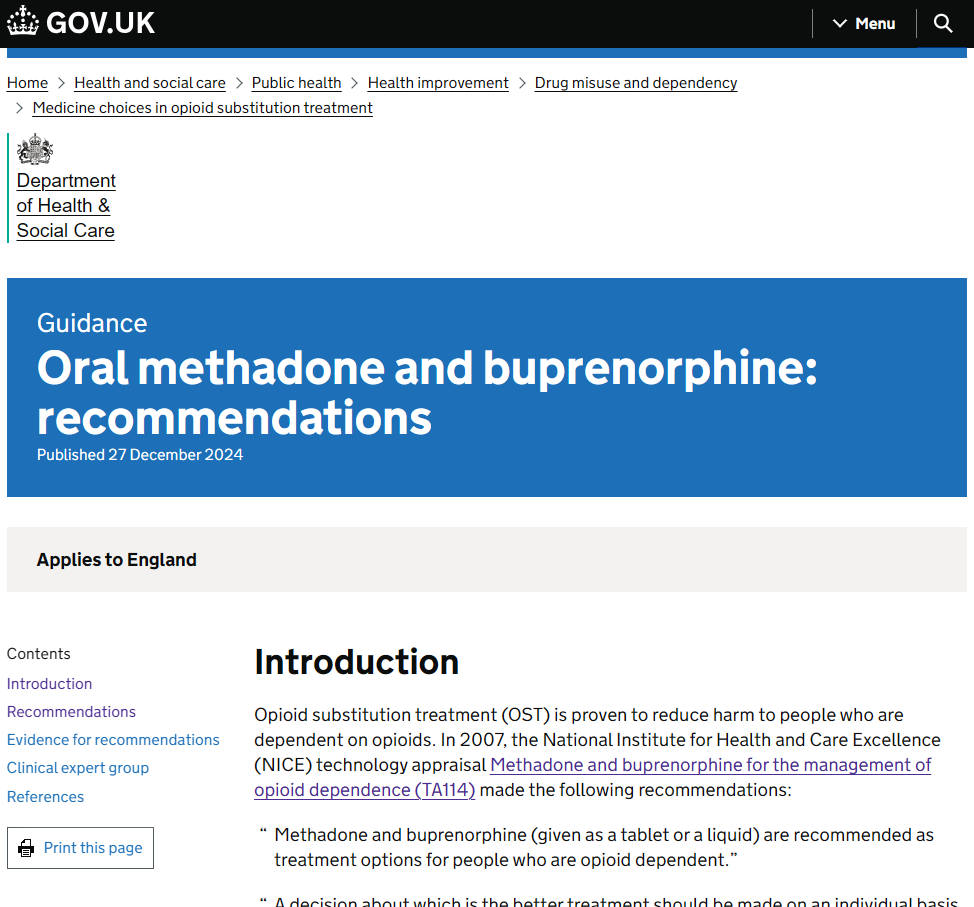 GOV.UK
Menu
Home > Health and social care > Public health > Health improvement > Drug misuse and dependency
> Medicine choices in opioid substitution treatment
Department
of Health &
Social Care
Guidance
Oral methadone and buprenorphine:
recommendations
Published 27 December 2024
Applies to England
Contents
Introduction
Recommendations
Evidence for recommendations
Clinical expert group
References
Print this page
Introduction
Opioid substitution treatment (OST) is proven to reduce harm to people who are
dependent on opioids. In 2007, the National Institute for Health and Care Excellence
(NICE) technology appraisal Methadone and buprenorphine for the management of
opioid dependence (TA114) made the following recommendations:
“ Methadone and buprenorphine (given as a tablet or a liquid) are recommended as
treatment options for people who are opioid dependent.”
“ A decision about which is the better treatment should be made on an individual basis